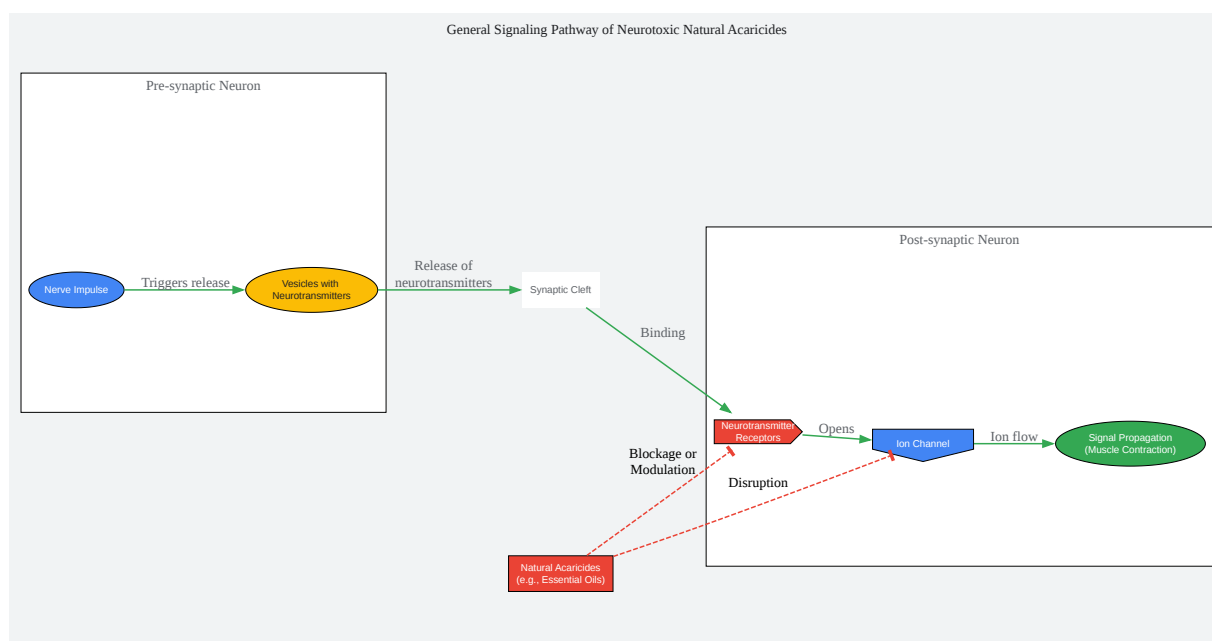 General Signaling Pathway of Neurotoxic Natural Acaricides
Pre-synaptic Neuron
Nerve Impulse
Triggers release
Vesicles with
Neurotransmitters
Release of
neurotransmitters
Synaptic Cleft
Binding
Post-synaptic Neuron
Neurotransmitter
Receptors
Opens
Ion Channel
Ion flow
Signal Propagation
(Muscle Contraction)
Blockage or
Modulation
Disruption
Natural Acaricides
(e.g., Essential Oils)